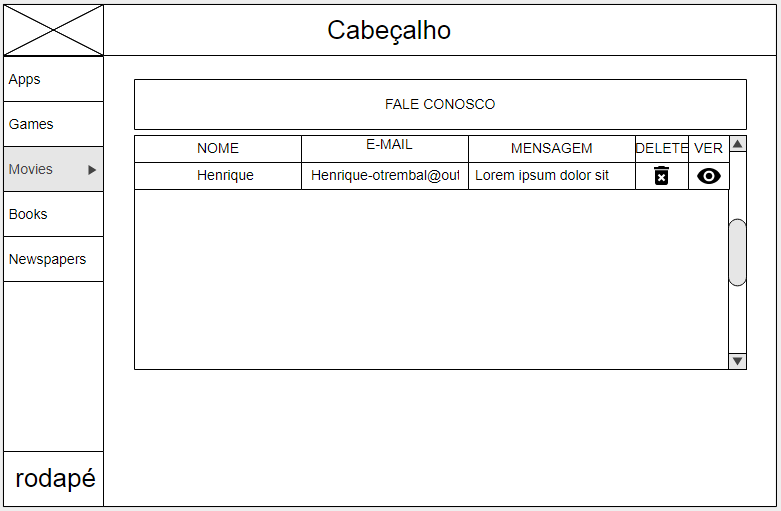 Cabeçalho
Apps
Games
Movies
Books
Newspapers
rodapé
FALE CONOSCO
NOME E-MAIL MENSAGEM DELETE VER
Henrique Henrique-otrembal@out Lorem ipsum dolor sit